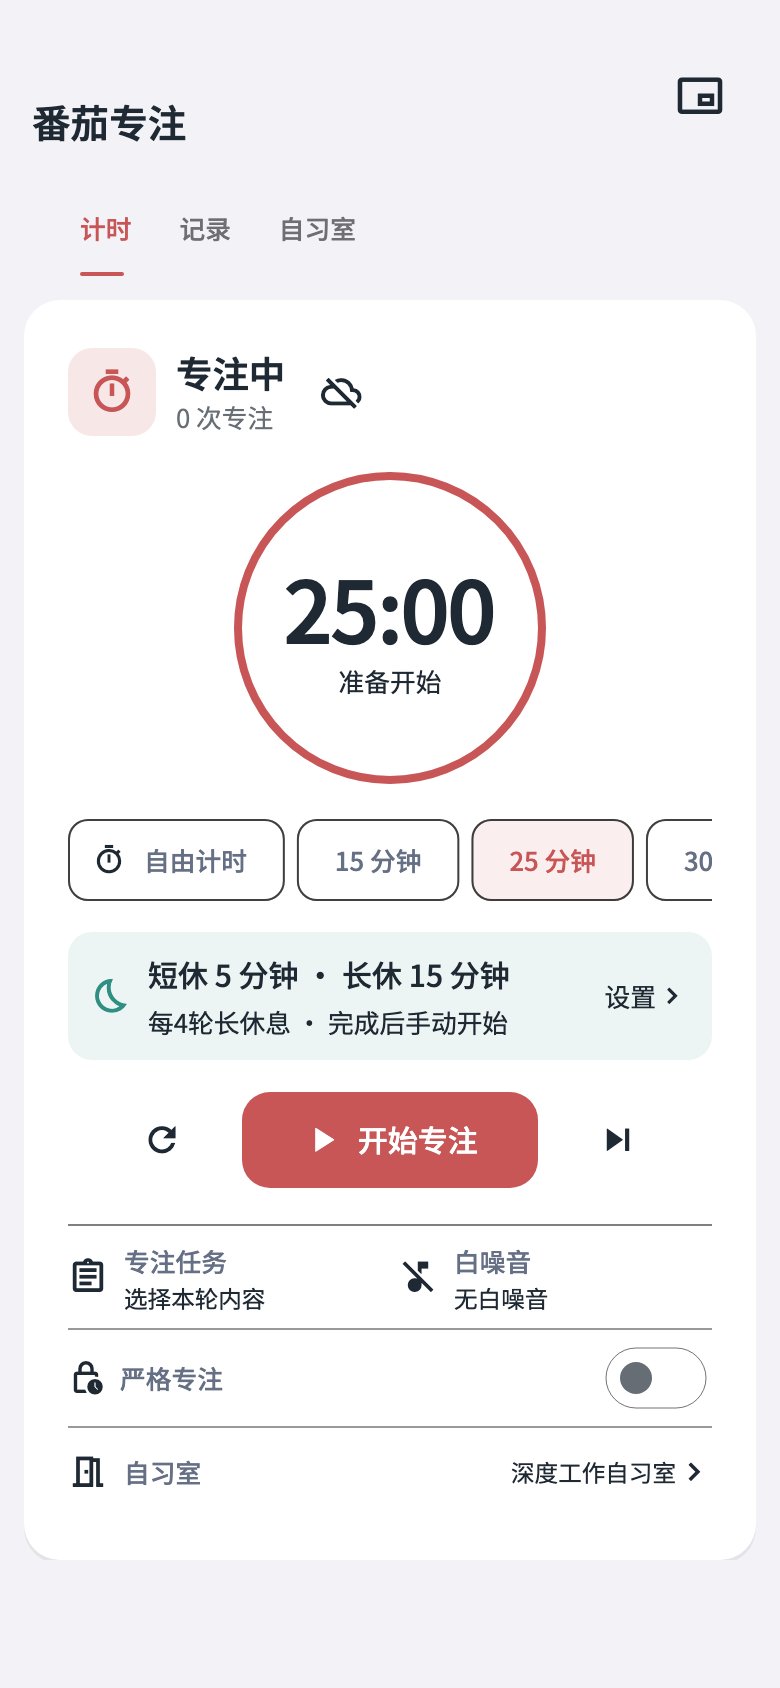 番茄专注
计时 记录 自习室
专注中
0 次专注
25:00
准备开始
自由计时 15 分钟 25 分钟 30
短休 5 分钟 · 长休 15 分钟
每4轮长休息 · 完成后手动开始
设置
开始专注
专注任务
选择本轮内容
白噪音
无白噪音
严格专注
自习室
深度工作自习室